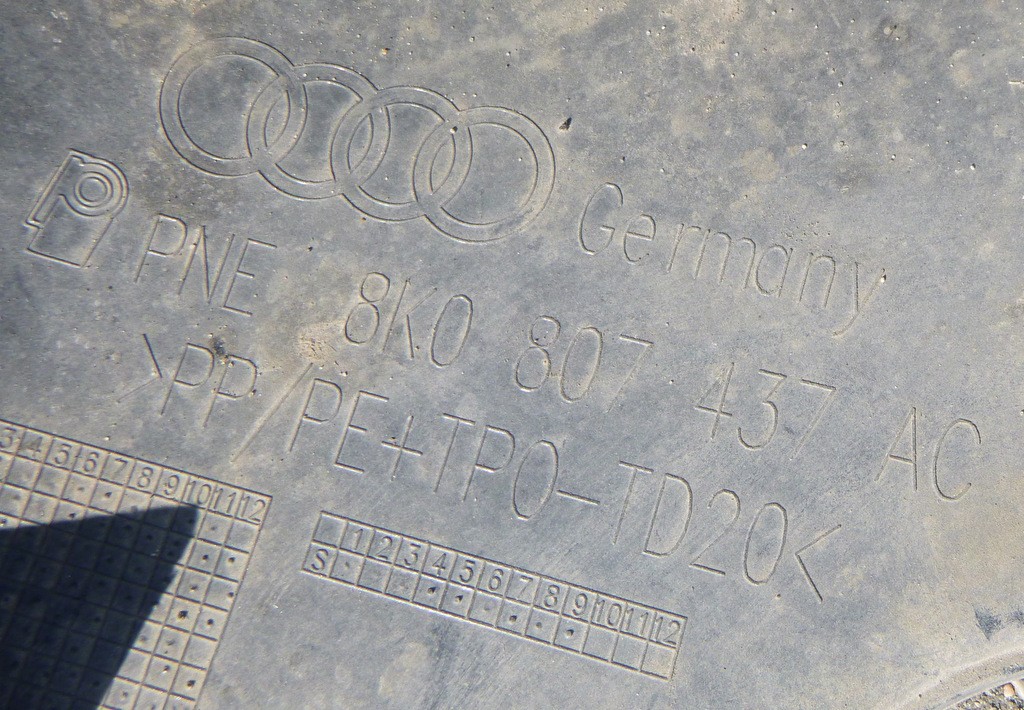 Germany
PNE 8K0 807 437 AC
>PP/PE+TPO-TD20<
3 4 5 6 7 8 9 10 11 12
1 2 3 4 5 6 7 8 9 10 11 12
S